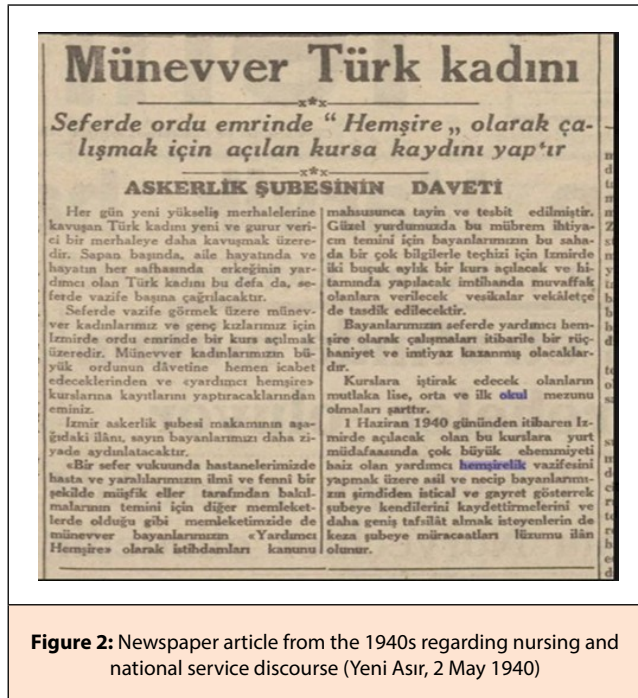 Münevver Türk kadını
Seferde ordu emrinde “ Hemşire „ olarak ça-
lışmak için açılan kursa kaydını yap'ır
ASKERLİK ŞUBESİNİN DAVETİ
Her gün yeni yükseliş merhalelerine
kavuşan Türk kadını yeni ve gurur veri-
ci bir merhaleye daha kavuşmak üzere-
dir. Sapan başında, aile hayatında ve
hayatın her safhasında erkeğinin yar-
dımcı olan Türk kadını bu defa da, se-
ferde vazife başına çağrılacaktır.
Seferde vazife görmek üzere münev-
ver kadınlarımız ve genç kızlarımız için
İzmirde ordu emrinde bir kurs açılmak
üzeredir. Münevver kadınlarımızın bü-
yük ordunun dâvetine hemen icabet
edeceklerinden ve «yardımcı hemşire»
kurslarına kayıtlarını yaptıracaklarından
eminiz.
İzmir askerlik şubesi makamının aşa-
ğıdaki ilânı, sayın bayanlarımızı daha zi-
yade aydınlatacaktır.
«Bir sefer vukuunda hastanelerimizde
hasta ve yaralılarımızın ilmi ve fenni bir
şekilde müşfik eller tarafından bakıl-
malarının temini için diğer memleket-
lerde olduğu gibi memleketimzide de
münevver bayanlarımızın «Yardımcı
Hemşire» olarak istihdamları kanunu
mahsusunca tayin ve tesbit edilmiştir.
Güzel yurdumuzda bu mübrem ihtiya-
cın temini için bayanlarımızın bu saha-
da bir çok bilgilerle teçhizi için İzmirde
iki buçuk aylık bir kurs açılacak ve hi-
tamında yapılacak imtihanda muvaffak
olanlara verilecek vesikalar vekâletçe
de tasdik edilecektir.
Bayanlarımızın seferde yardımcı hem-
şire olarak çalışmaları itibarile bir rüç-
haniyet ve imtiyaz kazanmış olacaklar-
dır.
Kurslara iştirak edecek olanların
mutlaka lise, orta ve ilk okul mezunu
olmaları şarttır.
1 Haziran 1940 gününden itibaren İz-
mirde açılacak olan bu kurslara yurt
müdafaasında çok büyük ehemmiyeti
haiz olan yardımcı hemşirelik vazifesini
yapmak üzere asil ve necip bayanlarımı-
zın şimdiden istical ve gayret gösterek
şubeye kendilerini kaydettirmelerini ve
daha geniş tafsilât almak isteyenlerin de
keza şubeye müracaatları lüzumu ilân
olunur.
Figure 2: Newspaper article from the 1940s regarding nursing and
national service discourse (Yeni Asır, 2 May 1940)